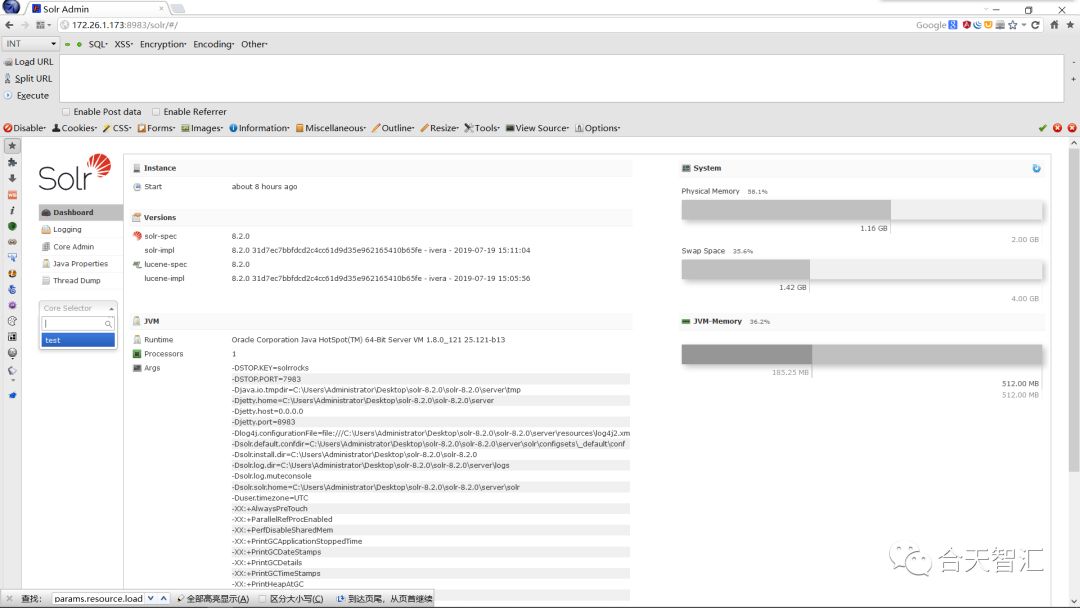 Solr Admin
172.26.1.173:8983/solr/#/
Google
INT
SQL· XSS· Encryption· Encoding· Other·
Load URL
Split URL
Execute
Enable Post data Enable Referrer
Disable· Cookies· CSS· Forms· Images· Information· Miscellaneous· Outline· Resize· Tools· View Source· Options·
Solr
Dashboard
Logging
Core Admin
Java Properties
Thread Dump
Core Selector
test
Instance
Start about 8 hours ago
Versions
solr-spec 8.2.0
solr-impl 8.2.0 31d7ec7bbfdcd2c4cc61d9d35e962165410b65fe - ivera - 2019-07-19 15:11:04
lucene-spec 8.2.0
lucene-impl 8.2.0 31d7ec7bbfdcd2c4cc61d9d35e962165410b65fe - ivera - 2019-07-19 15:05:56
JVM
Runtime Oracle Corporation Java HotSpot(TM) 64-Bit Server VM 1.8.0_121 25.121-b13
Processors 1
Args -DSTOP.KEY=solrrocks
-DSTOP.PORT=7983
-Djava.io.tmpdir=C:\Users\Administrator\Desktop\solr-8.2.0\solr-8.2.0\server\tmp
-Djetty.home=C:\Users\Administrator\Desktop\solr-8.2.0\solr-8.2.0\server
-Djetty.host=0.0.0.0
-Djetty.port=8983
-Dlog4j.configurationFile=file:///C:\Users\Administrator\Desktop\solr-8.2.0\solr-8.2.0\server\resources\log4j2.xm
-Dsolr.default.confdir=C:\Users\Administrator\Desktop\solr-8.2.0\solr-8.2.0\server\solr\configsets\_default\conf
-Dsolr.install.dir=C:\Users\Administrator\Desktop\solr-8.2.0\solr-8.2.0
-Dsolr.log.dir=C:\Users\Administrator\Desktop\solr-8.2.0\solr-8.2.0\server\logs
-Dsolr.log.muteconsole
-Dsolr.solr.home=C:\Users\Administrator\Desktop\solr-8.2.0\solr-8.2.0\server\solr
-Duser.timezone=UTC
-XX:+AlwaysPreTouch
-XX:+ParallelRefProcEnabled
-XX:+PerfDisableSharedMem
-XX:+PrintGCApplicationStoppedTime
-XX:+PrintGCDateStamps
-XX:+PrintGCDetails
-XX:+PrintGCTimeStamps
-XX:+PrintHeapAtGC
System
Physical Memory 58.1%
1.16 GB
2.00 GB
Swap Space 35.6%
1.42 GB
4.00 GB
JVM-Memory 36.2%
185.25 MB
512.00 MB
512.00 MB
合天智汇
查找: params.resource.load 全部高亮显示(A) 区分大小写(C) 到达页尾，从页首继续